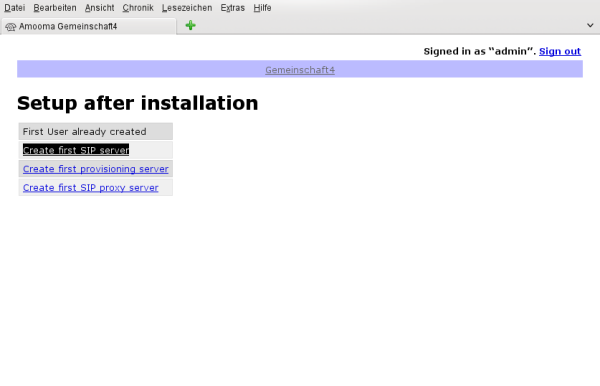 Datei Bearbeiten Ansicht Chronik Lesezeichen Extras Hilfe
Amooma Gemeinschaft4
Signed in as “admin”. Sign out
Gemeinschaft4
Setup after installation
First User already created
Create first SIP server
Create first provisioning server
Create first SIP proxy server